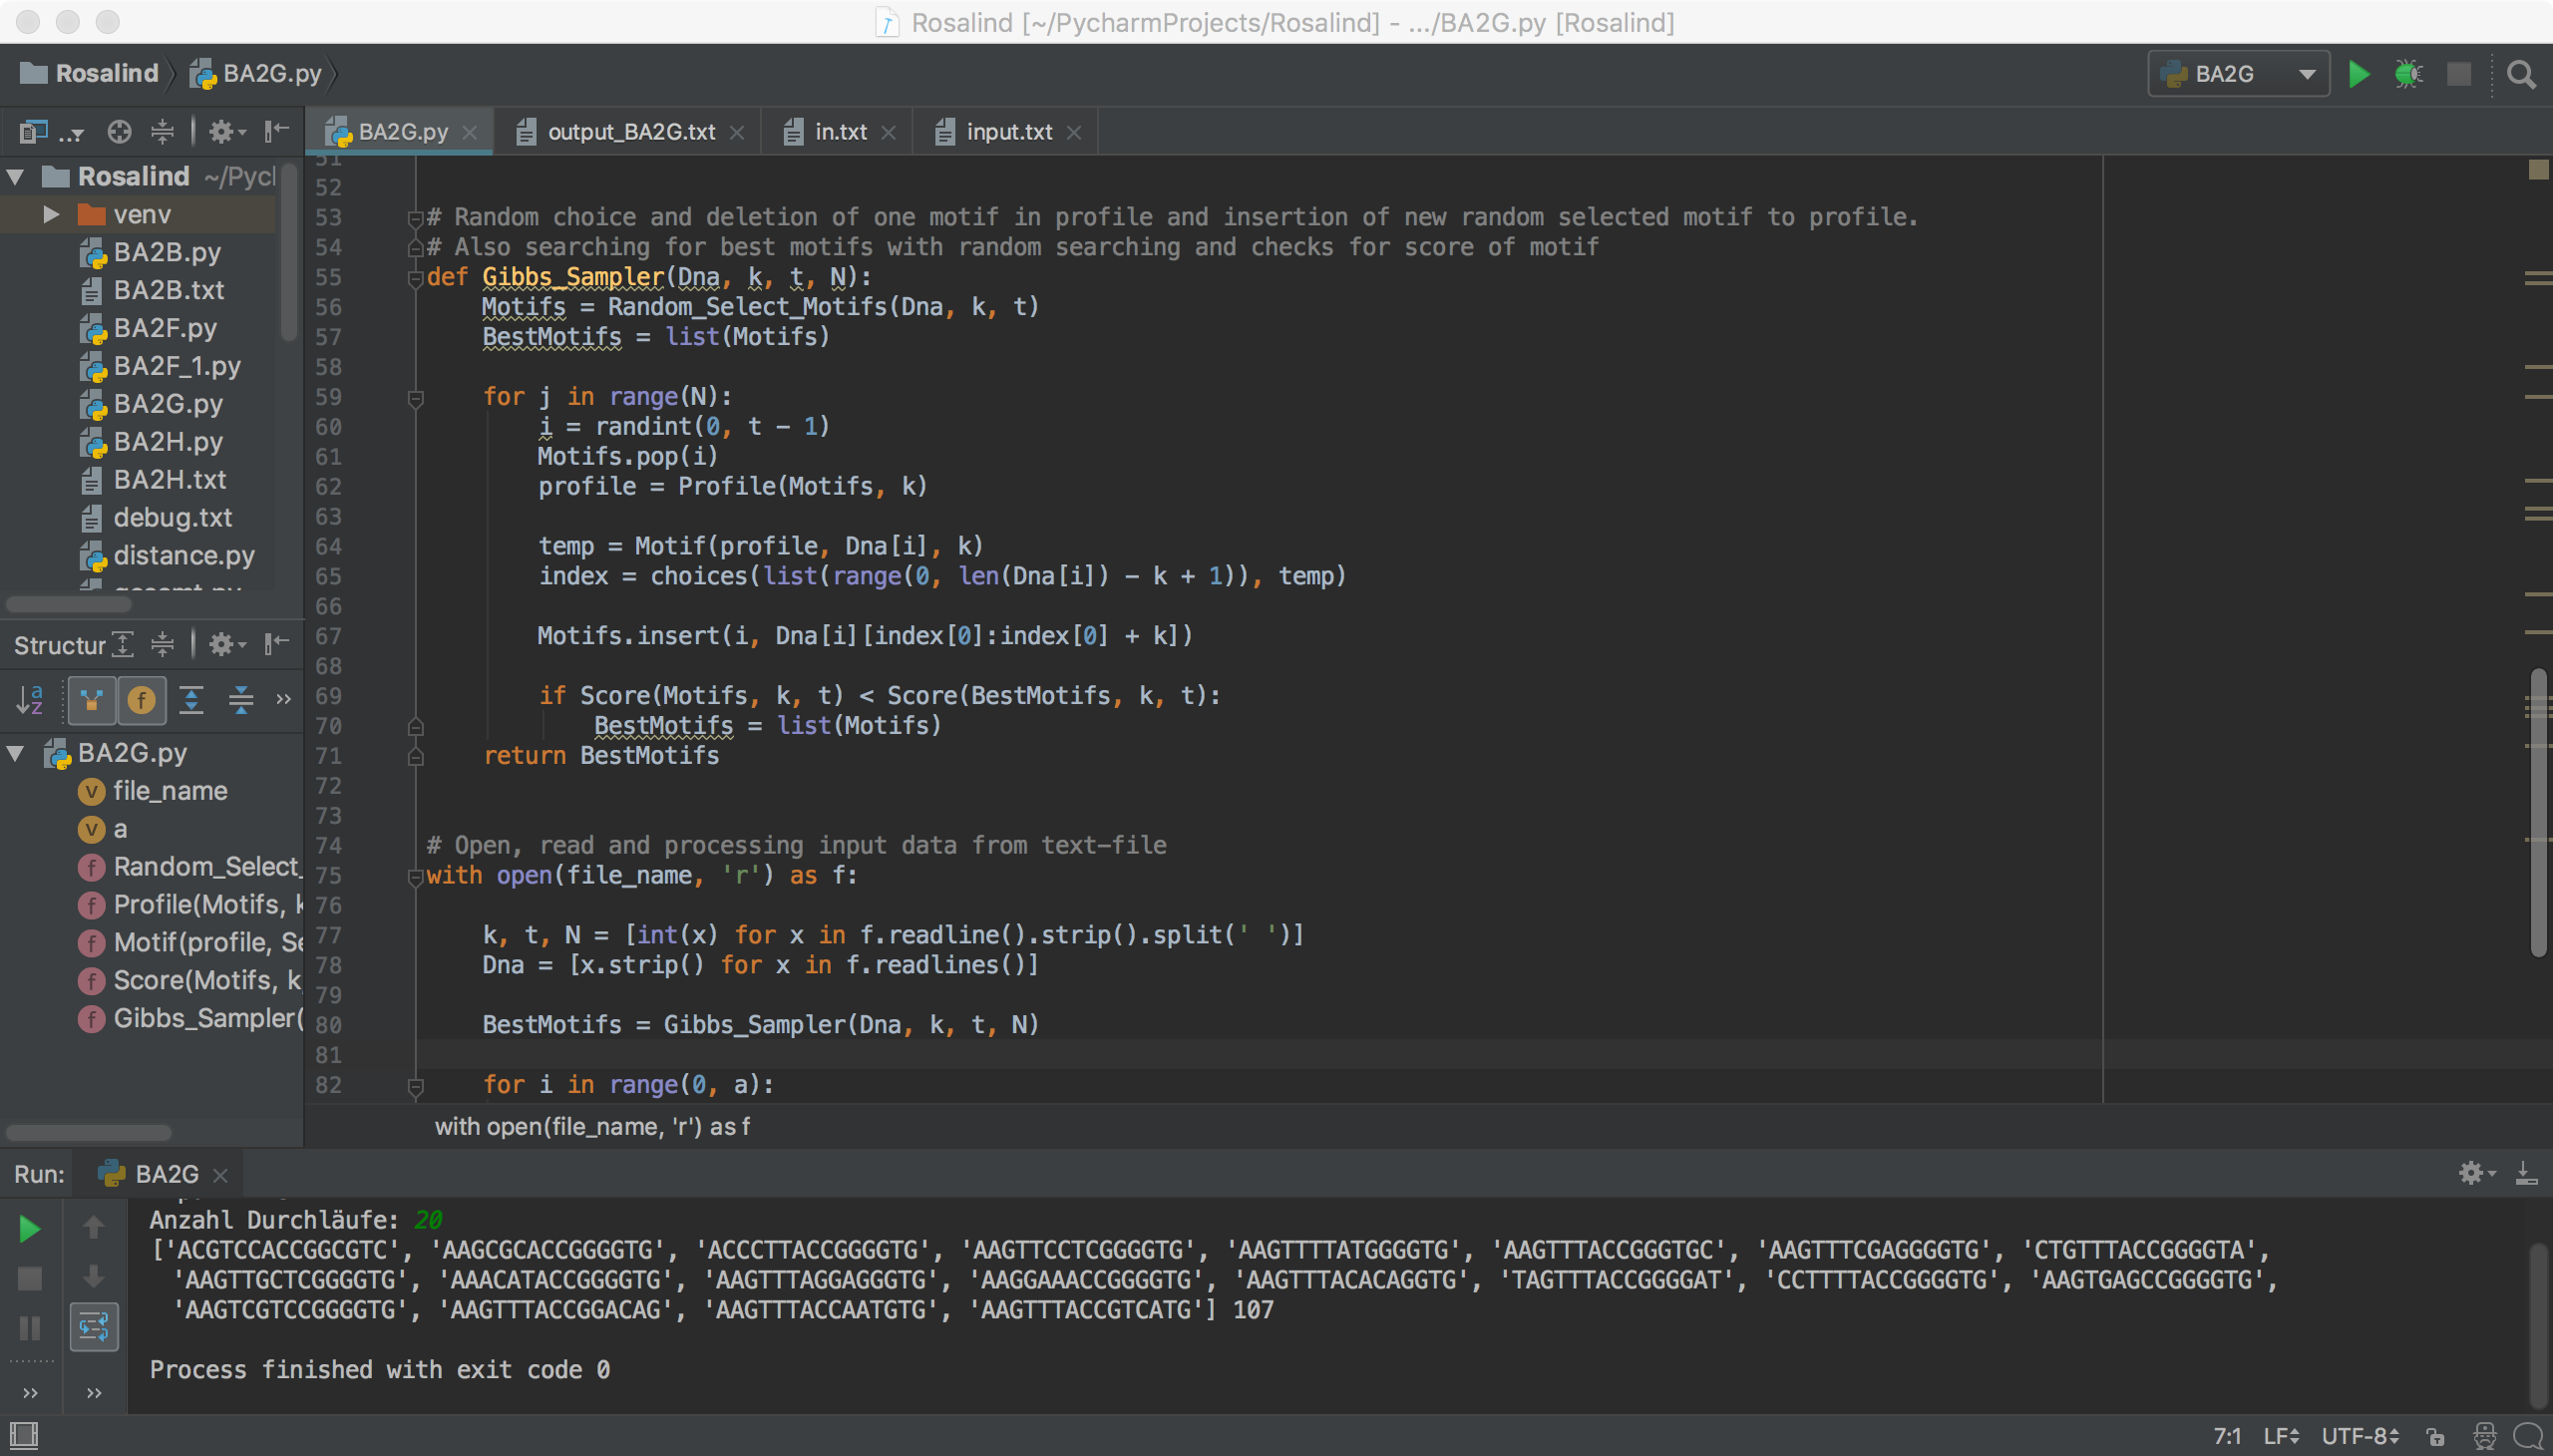 Rosalind [~/PycharmProjects/Rosalind] - .../BA2G.py [Rosalind]
Rosalind BA2G.py
BA2G
BA2G.py output_BA2G.txt in.txt input.txt
Rosalind ~/Pycl
venv
BA2B.py
BA2B.txt
BA2F.py
BA2F_1.py
BA2G.py
BA2H.py
BA2H.txt
debug.txt
distance.py
Structur
BA2G.py
file_name
a
Random_Select_
Profile(Motifs, k
Motif(profile, Se
Score(Motifs, k,
Gibbs_Sampler(
51
52
53 # Random choice and deletion of one motif in profile and insertion of new random selected motif to profile.
54 # Also searching for best motifs with random searching and checks for score of motif
55 def Gibbs_Sampler(Dna, k, t, N):
56 Motifs = Random_Select_Motifs(Dna, k, t)
57 BestMotifs = list(Motifs)
58
59 for j in range(N):
60 i = randint(0, t - 1)
61 Motifs.pop(i)
62 profile = Profile(Motifs, k)
63
64 temp = Motif(profile, Dna[i], k)
65 index = choices(list(range(0, len(Dna[i]) - k + 1)), temp)
66
67 Motifs.insert(i, Dna[i][index[0]:index[0] + k])
68
69 if Score(Motifs, k, t) < Score(BestMotifs, k, t):
70 BestMotifs = list(Motifs)
71 return BestMotifs
72
73
74 # Open, read and processing input data from text-file
75 with open(file_name, 'r') as f:
76
77 k, t, N = [int(x) for x in f.readline().strip().split(' ')]
78 Dna = [x.strip() for x in f.readlines()]
79
80 BestMotifs = Gibbs_Sampler(Dna, k, t, N)
81
82 for i in range(0, a):
with open(file_name, 'r') as f
Run: BA2G
Anzahl Durchläufe: 20
['ACGTCCACCGGCGTC', 'AAGCGCACCGGGGTG', 'ACCCTTACCGGGGTG', 'AAGTTCCTCGGGGTG', 'AAGTTTTATGGGGTG', 'AAGTTTACCGGGTGC', 'AAGTTTCGAGGGGTG', 'CTGTTTACCGGGGTA',
'AAGTTGCTCGGGGTG', 'AAACATACCGGGGTG', 'AAGTTTAGGAGGGTG', 'AAGGAAACCGGGGTG', 'AAGTTTACACAGGTG', 'TAGTTTACCGGGGAT', 'CCTTTTACCGGGGTG', 'AAGTGAGCCGGGGTG',
'AAGTCGTCCGGGGTG', 'AAGTTTACCGGACAG', 'AAGTTTACCAATGTG', 'AAGTTTACCGTCATG'] 107
Process finished with exit code 0
7:1 LF UTF-8